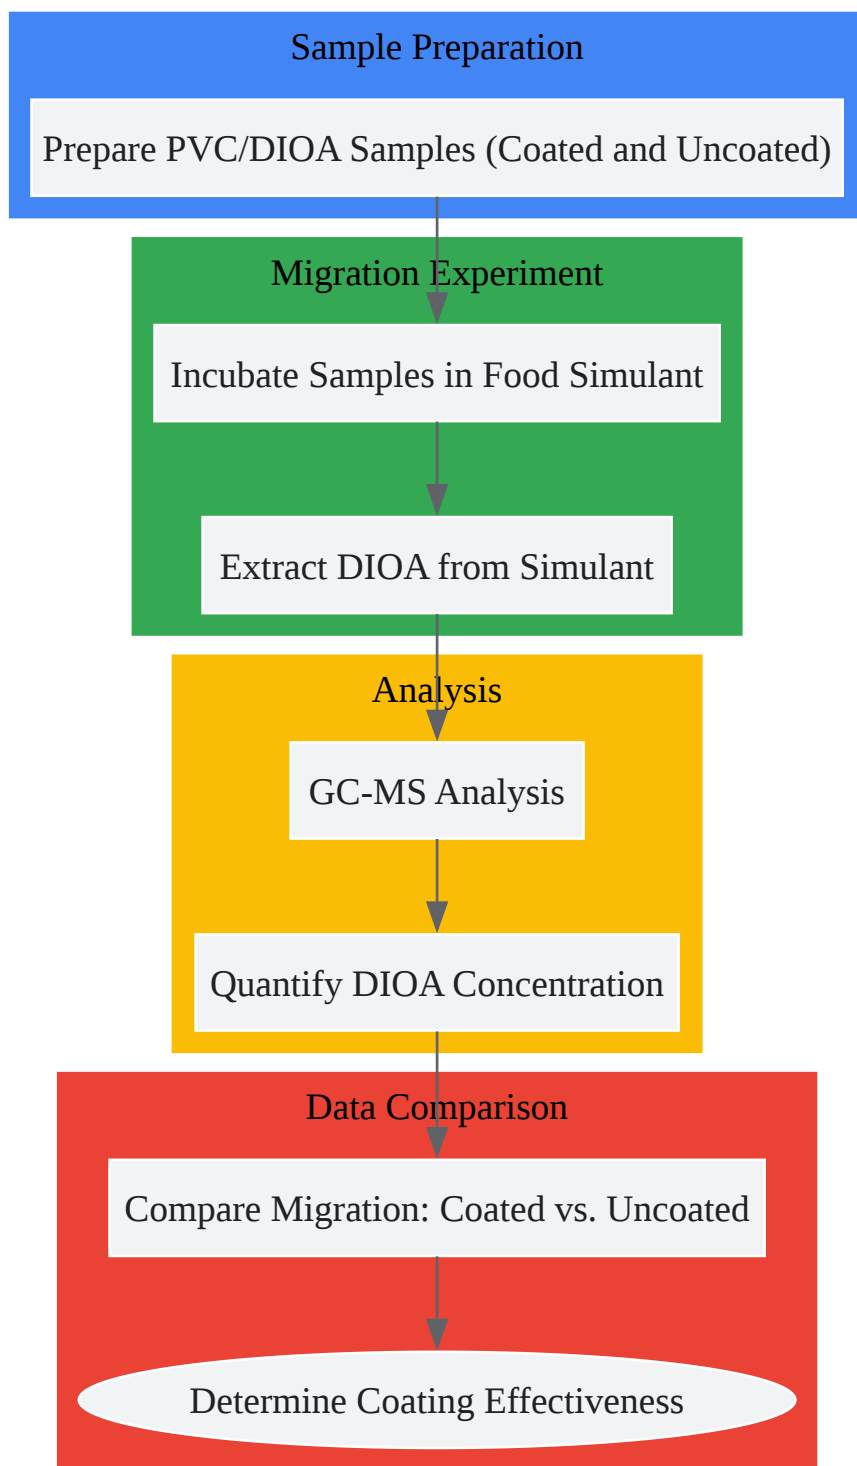 Sample Preparation
Prepare PVC/DIOA Samples (Coated and Uncoated)
Migration Experiment
Incubate Samples in Food Simulant
Extract DIOA from Simulant
Analysis
GC-MS Analysis
Quantify DIOA Concentration
Data Comparison
Compare Migration: Coated vs. Uncoated
Determine Coating Effectiveness